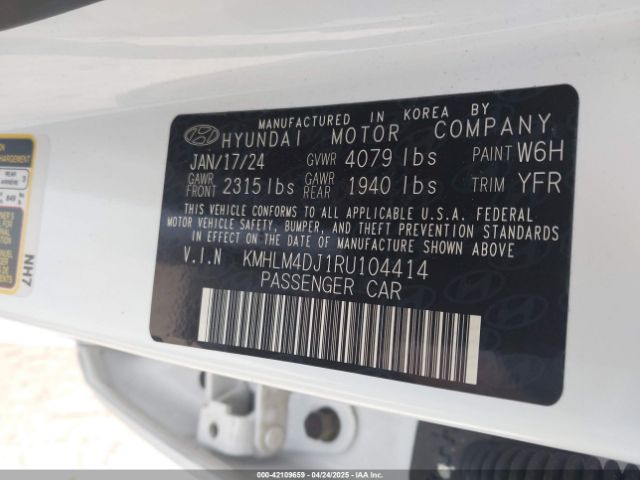 MANUFACTURED IN KOREA BY
HYUNDAI MOTOR COMPANY
JAN/17/24 GVWR 4079 lbs PAINT W6H
GAWR FRONT 2315 lbs GAWR REAR 1940 lbs TRIM YFR
THIS VEHICLE CONFORMS TO ALL APPLICABLE U.S.A. FEDERAL
MOTOR VEHICLE SAFETY, BUMPER, AND THEFT PREVENTION STANDARDS
IN EFFECT ON THE DATE OF MANUFACTURE SHOWN ABOVE
V.I.N KMHLM4DJ1RU104414
PASSENGER CAR
NH7
000-42109659 - 04/24/2025 - IAAI.COM